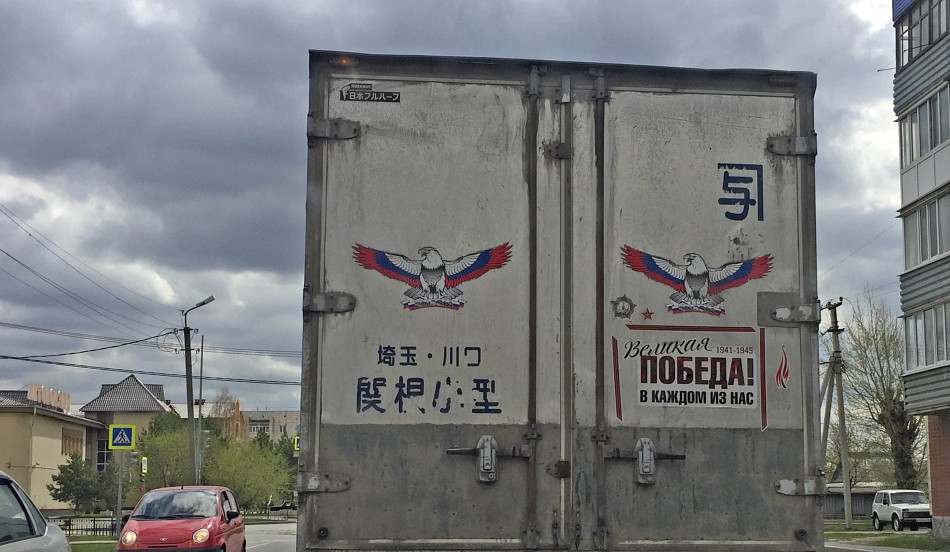 日本フルハーフ
埼玉・川口
関根小型
Великая 1941-1945
ПОБЕДА!
В КАЖДОМ ИЗ НАС